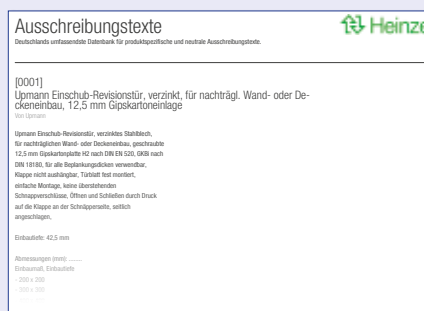 Ausschreibungstexte
Heinze
Deutschlands umfassendste Datenbank für produktspezifische und neutrale Ausschreibungstexte.
[0001]
Upmann Einschub-Revisionstür, verzinkt, für nachträgl. Wand- oder De-
ckeneinbau, 12,5 mm Gipskartoneinlage
Von Upmann
Upmann Einschub-Revisionstür, verzinktes Stahlblech,
für nachträglichen Wand- oder Deckeneinbau, geschraubte
12,5 mm Gipskartonplatte H2 nach DIN EN 520, GKBi nach
DIN 18180, für alle Beplankungsdicken verwendbar,
Klappe nicht aushängbar, Türblatt fest montiert,
einfache Montage, keine überstehenden
Schnappverschlüsse, Öffnen und Schließen durch Druck
auf die Klappe an der Schnäpperseite, seitlich
angeschlagen,
Einbautiefe: 42,5 mm
Abmessungen (mm): ........
Einbaumaß, Einbautiefe
- 200 x 200
- 300 x 300